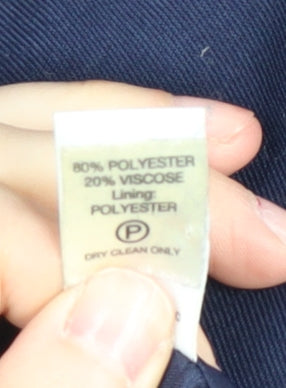 80% POLYESTER
20% VISCOSE
Lining:
POLYESTER
P
DRY CLEAN ONLY